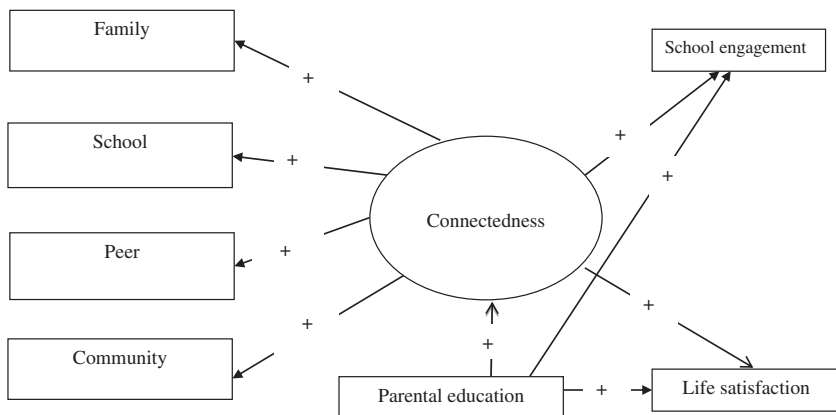 Family
School engagement
+
School
+
+
+
Connectedness
Peer
+
+
+
Community
+
Parental education
+
Life satisfaction